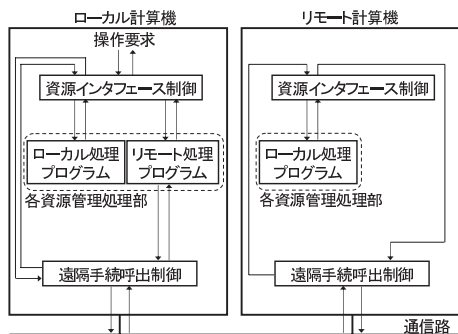 ローカル計算機
操作要求
資源インタフェース制御
ローカル処理
プログラム
リモート処理
プログラム
各資源管理処理部
遠隔手続呼出制御
リモート計算機
資源インタフェース制御
ローカル処理
プログラム
各資源管理処理部
遠隔手続呼出制御
通信路